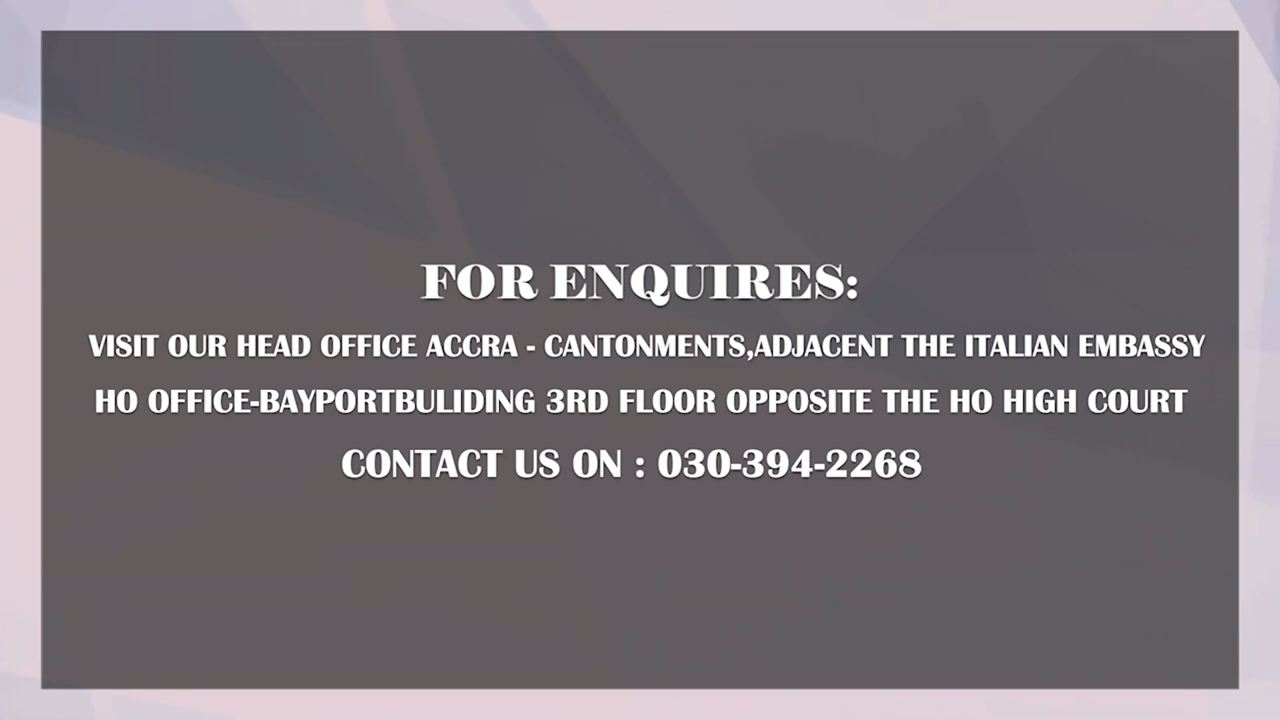 FOR ENQUIRES:
VISIT OUR HEAD OFFICE ACCRA - CANTONMENTS,ADJACENT THE ITALIAN EMBASSY
HO OFFICE-BAYPORTBULIDING 3RD FLOOR OPPOSITE THE HO HIGH COURT
CONTACT US ON : 030-394-2268